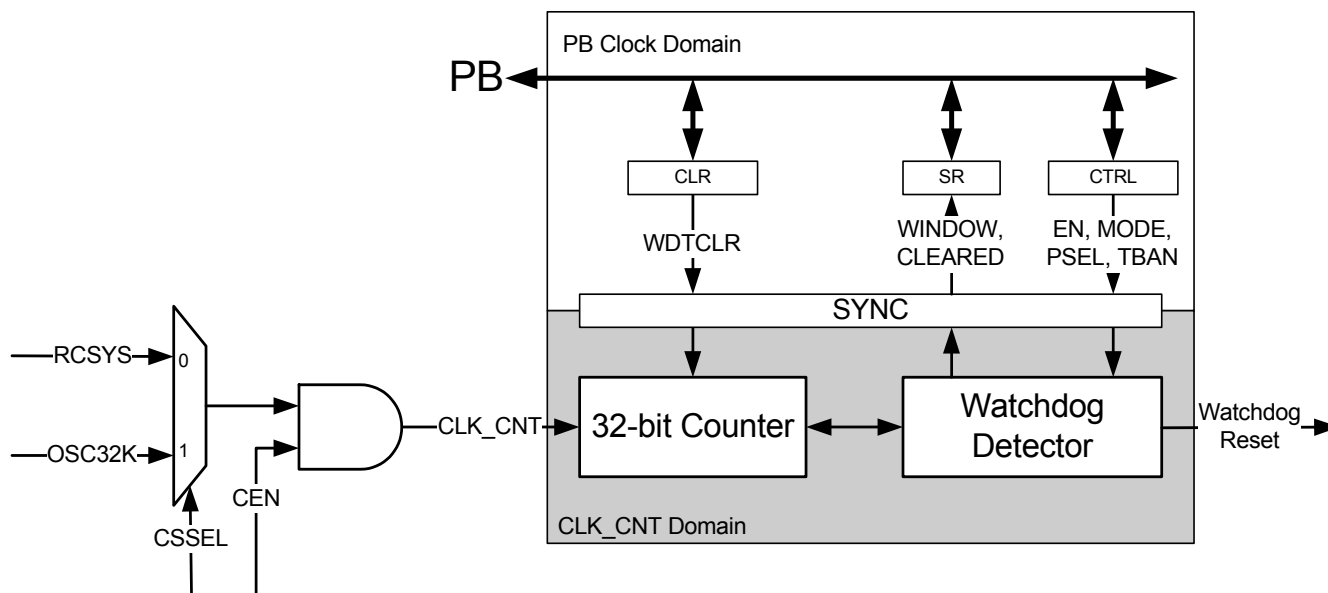 PB Clock Domain
PB
CLR
SR
CTRL
WDTCLR
WINDOW,
CLEARED
EN, MODE,
PSEL, TBAN
SYNC
RCSYS
0
OSC32K
1
CSSEL
CEN
CLK_CNT
32-bit Counter
Watchdog
Detector
Watchdog
Reset
CLK_CNT Domain